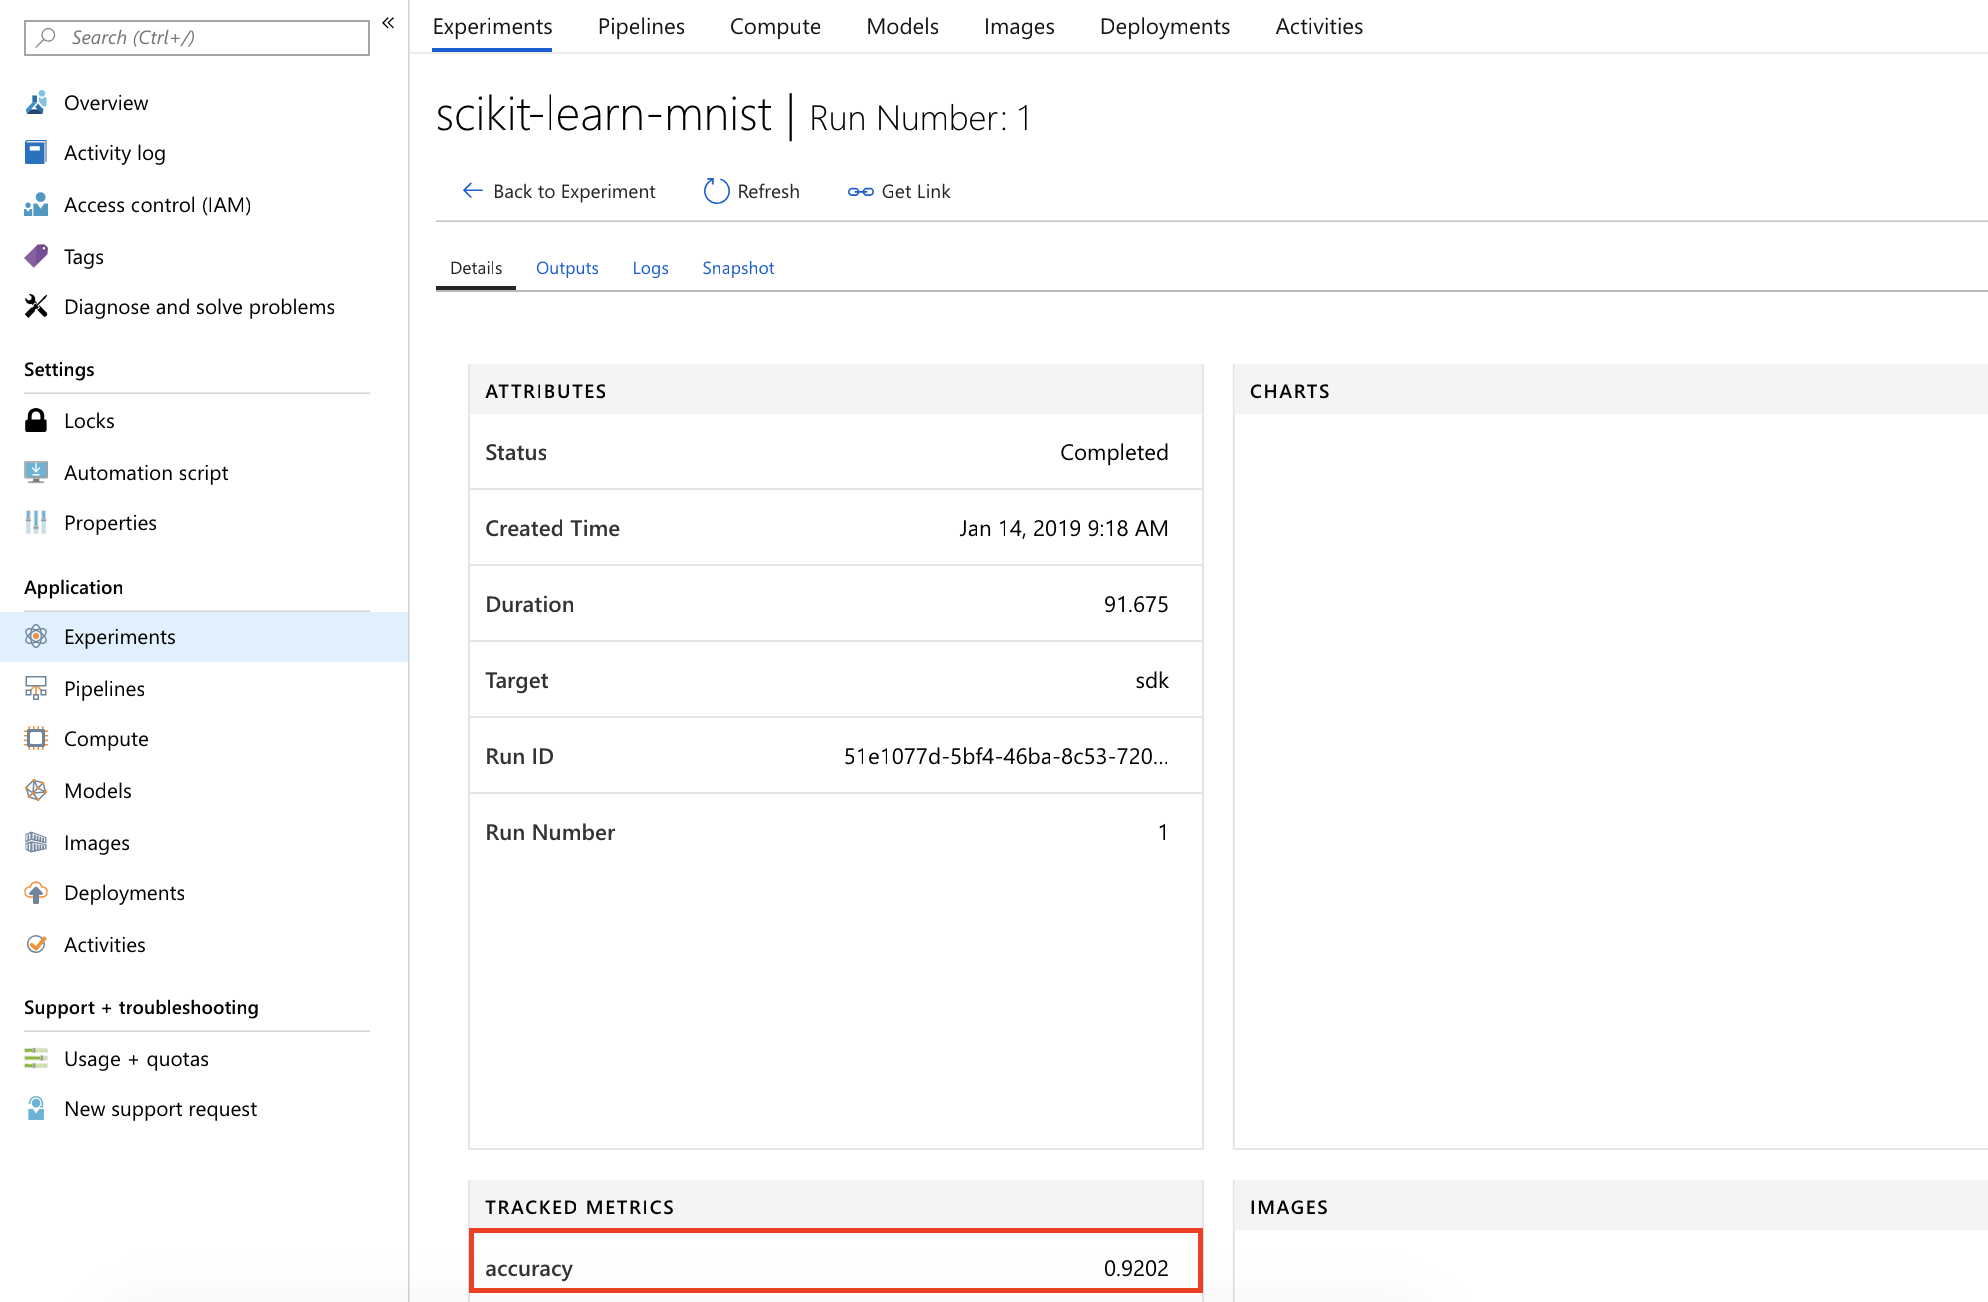 Search (Ctrl+/)
«
Overview
Activity log
Access control (IAM)
Tags
Diagnose and solve problems
Settings
Locks
Automation script
Properties
Application
Experiments
Pipelines
Compute
Models
Images
Deployments
Activities
Support + troubleshooting
Usage + quotas
New support request
Experiments Pipelines Compute Models Images Deployments Activities
scikit-learn-mnist | Run Number: 1
Back to Experiment Refresh Get Link
Details Outputs Logs Snapshot
ATTRIBUTES
Status Completed
Created Time Jan 14, 2019 9:18 AM
Duration 91.675
Target sdk
Run ID 51e1077d-5bf4-46ba-8c53-720...
Run Number 1
CHARTS
TRACKED METRICS
accuracy 0.9202
IMAGES